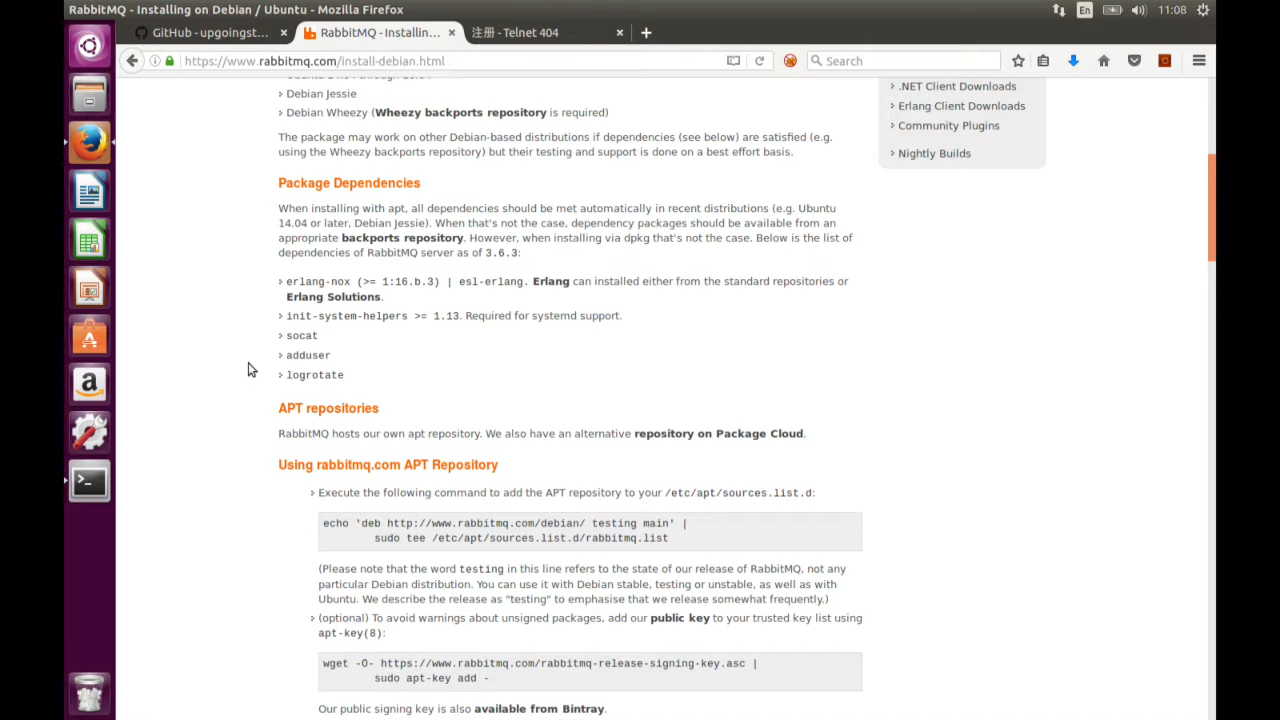 RabbitMQ - Installing on Debian / Ubuntu - Mozilla Firefox
En
11:08
GitHub - upgoingst...
RabbitMQ - Installin...
注册 - Telnet 404
https://www.rabbitmq.com/install-debian.html
Search
Debian Jessie
Debian Wheezy (Wheezy backports repository is required)
The package may work on other Debian-based distributions if dependencies (see below) are satisfied (e.g.
using the Wheezy backports repository) but their testing and support is done on a best effort basis.
.NET Client Downloads
Erlang Client Downloads
Community Plugins
Nightly Builds
Package Dependencies
When installing with apt, all dependencies should be met automatically in recent distributions (e.g. Ubuntu
14.04 or later, Debian Jessie). When that's not the case, dependency packages should be available from an
appropriate backports repository. However, when installing via dpkg that's not the case. Below is the list of
dependencies of RabbitMQ server as of 3.6.3:
erlang-nox (>= 1:16.b.3) | esl-erlang. Erlang can installed either from the standard repositories or
Erlang Solutions.
init-system-helpers >= 1.13. Required for systemd support.
socat
adduser
logrotate
APT repositories
RabbitMQ hosts our own apt repository. We also have an alternative repository on Package Cloud.
Using rabbitmq.com APT Repository
Execute the following command to add the APT repository to your /etc/apt/sources.list.d:
echo 'deb http://www.rabbitmq.com/debian/ testing main' |
sudo tee /etc/apt/sources.list.d/rabbitmq.list
(Please note that the word testing in this line refers to the state of our release of RabbitMQ, not any
particular Debian distribution. You can use it with Debian stable, testing or unstable, as well as with
Ubuntu. We describe the release as "testing" to emphasise that we release somewhat frequently.)
(optional) To avoid warnings about unsigned packages, add our public key to your trusted key list using
apt-key(8):
wget -O- https://www.rabbitmq.com/rabbitmq-release-signing-key.asc |
sudo apt-key add -
Our public signing key is also available from Bintray.